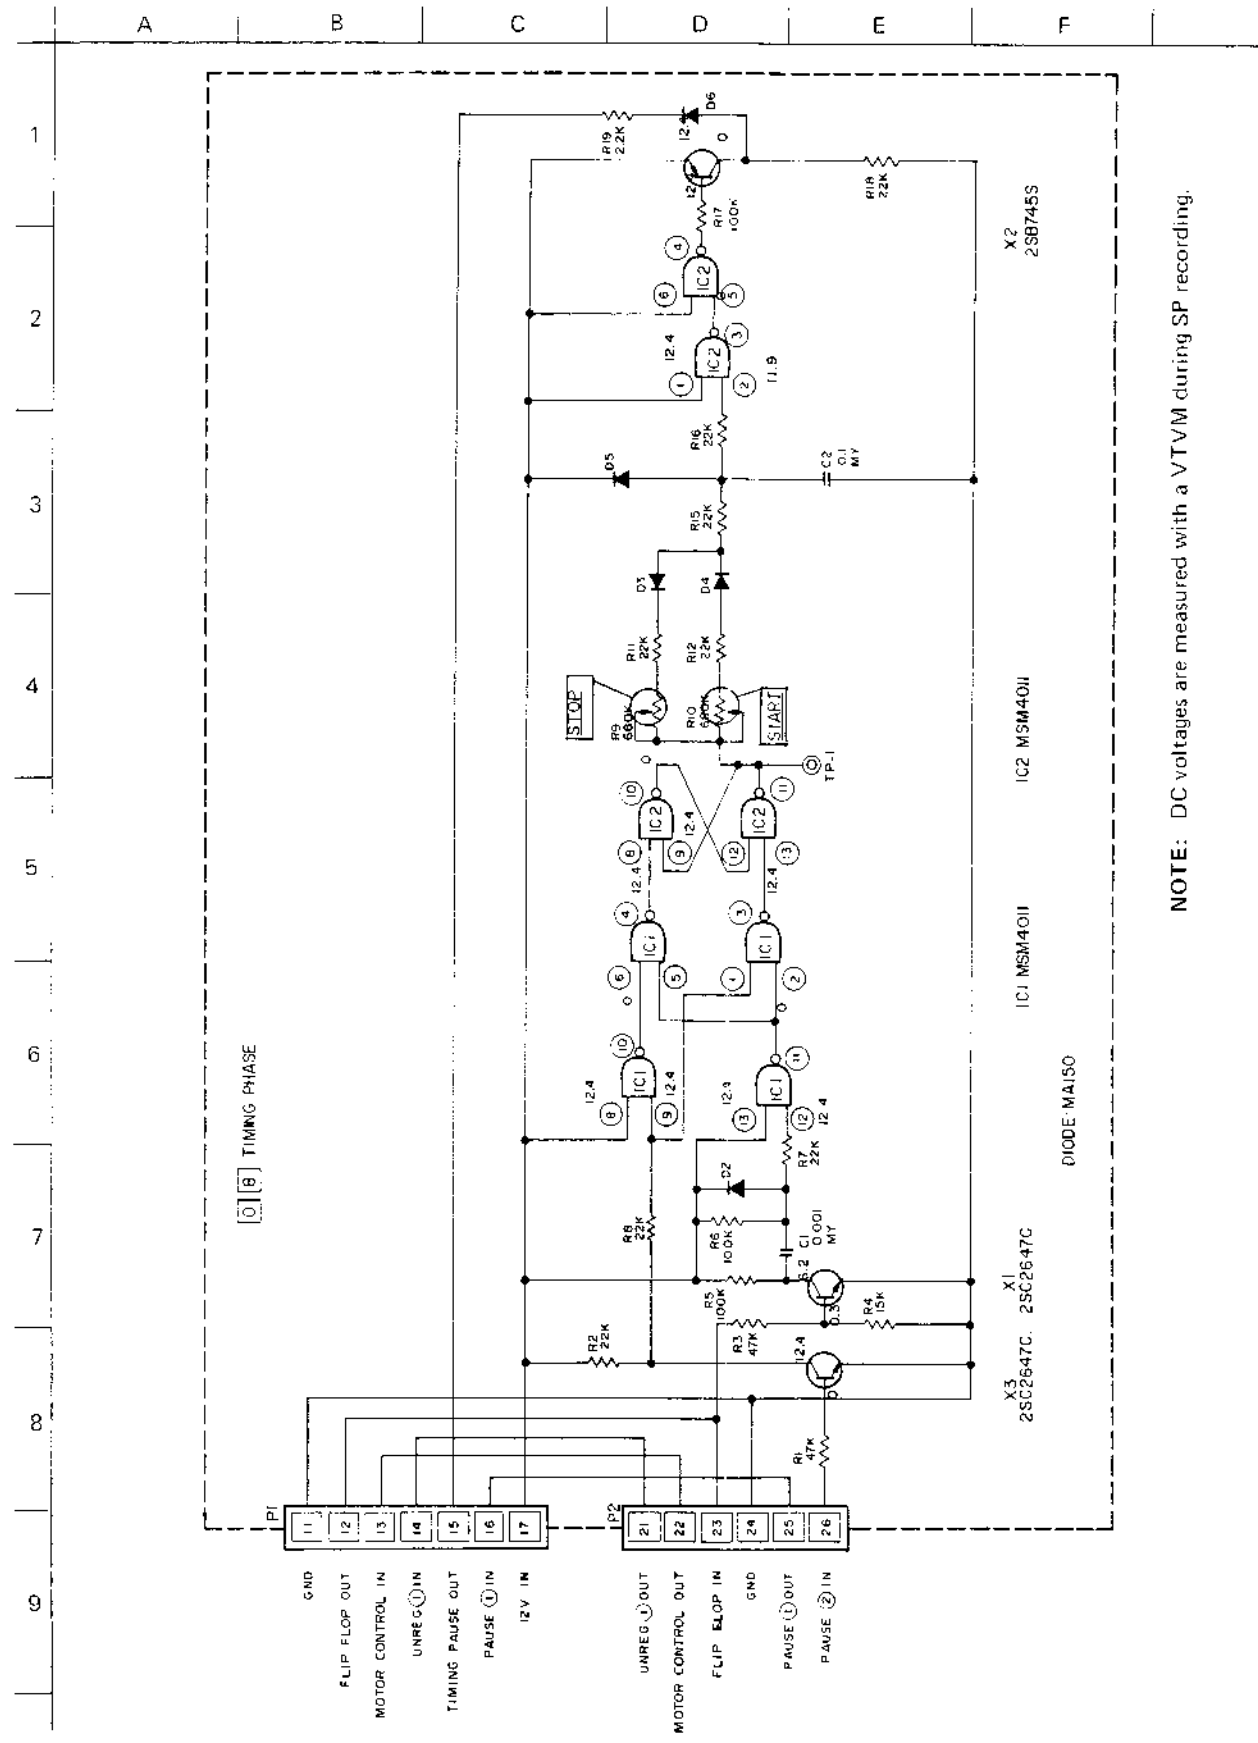 A B C D E F
1
2
3
4
5
6
7
8
9
0 8 TIMING PHASE
R19
2.2K
D6
12.
0
12
R17
100K
R18
22K
X2
2SB745S
4
IC2
6
5
12.4
3
IC2
1
2
11.9
R16
22K
D5
C2
0.1
MY
R15
22K
D3
D4
R11
22K
R12
22K
STOP
R9
680K
R10
680K
START
0
TP-1
10
IC2
11
IC2
12.4
8
9
12
13
12.4
12.4
IC2 MSM4011
4
IC1
3
IC1
6
5
1
2
0
0
IC1 MSM4011
10
IC1
11
IC1
12.4
12.4
12.4
8
9
13
12
12.4
R7
22K
D2
R8
22K
R6
100K
C1
0.001
MY
6.2
R5
100K
0.3
R4
15K
R3
47K
R2
22K
12.4
0
R1
47K
DIODE: MA150
X1
2SC2647C
X3
2SC2647C,
P1
11 12 13 14 15 16 17
P2
21 22 23 24 25 26
GND
FLIP FLOP OUT
MOTOR CONTROL IN
UNREG 1 IN
TIMING PAUSE OUT
PAUSE 1 IN
12V IN
UNREG 1 OUT
MOTOR CONTROL OUT
FLIP FLOP IN
GND
PAUSE 1 OUT
PAUSE 2 IN
NOTE: DC voltages are measured with a VTVM during SP recording.